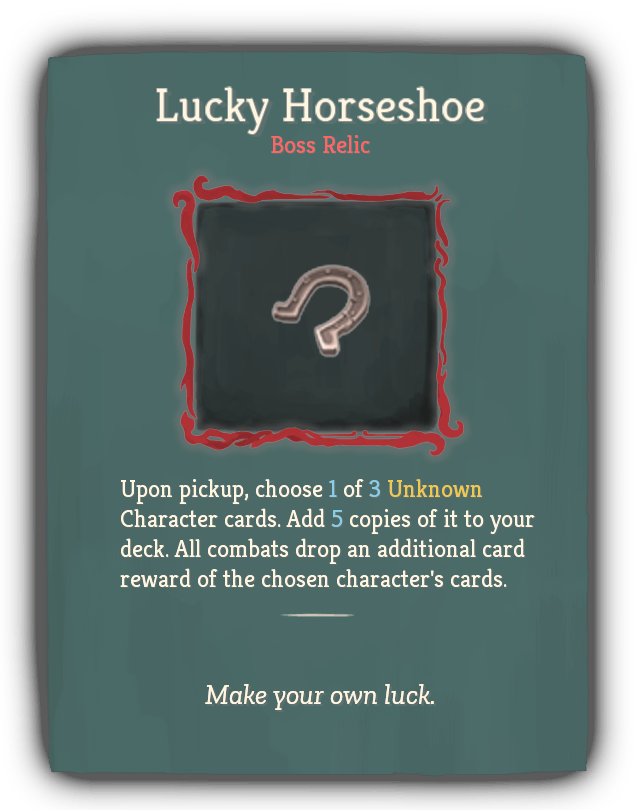 Lucky Horseshoe
Boss Relic
Upon pickup, choose 1 of 3 Unknown
Character cards. Add 5 copies of it to your
deck. All combats drop an additional card
reward of the chosen character's cards.
Make your own luck.